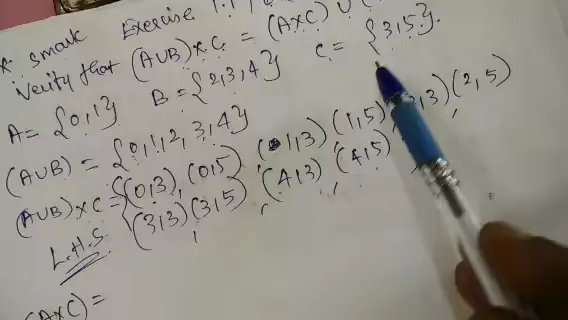 * Smart Exercise
Verify that (A∪B)×C = (A×C) ∪
A = {0,1} B = {2,3,4} C = {3,5}.
(A∪B) = {0,1,2,3,4}
(A∪B)×C = {(0,3),(0,5) (1,3) (1,5) ,3) (2,5)
(3,3)(3,5) (4,3) (4,5)
L.H.S
(A×C) =